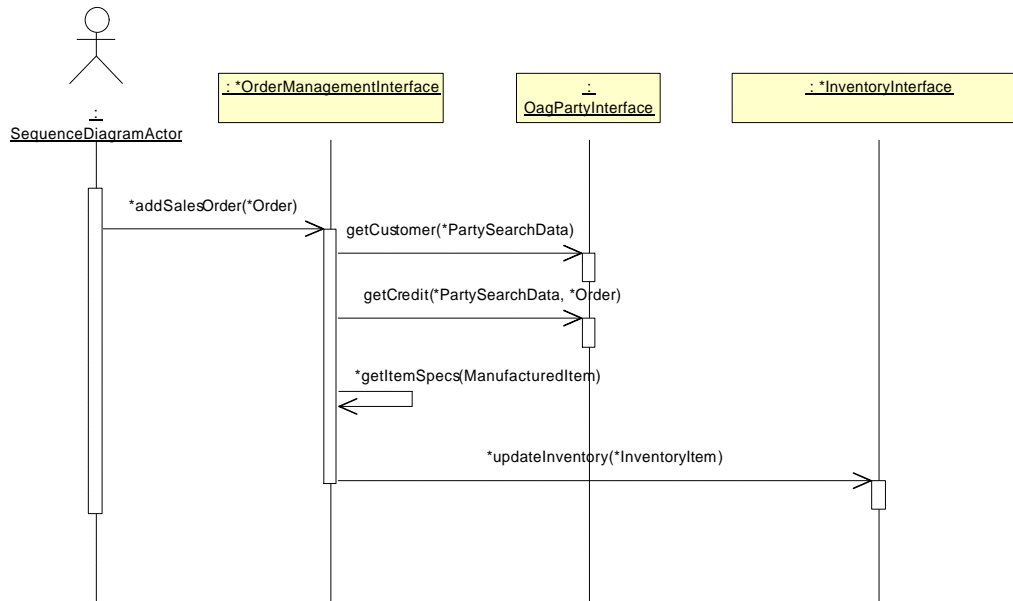 :
SequenceDiagramActor
: *OrderManagementInterface
:
OagPartyInterface
: *InventoryInterface
*addSalesOrder(*Order)
getCustomer(*PartySearchData)
getCredit(*PartySearchData, *Order)
*getItemSpecs(ManufacturedItem)
*updateInventory(*InventoryItem)